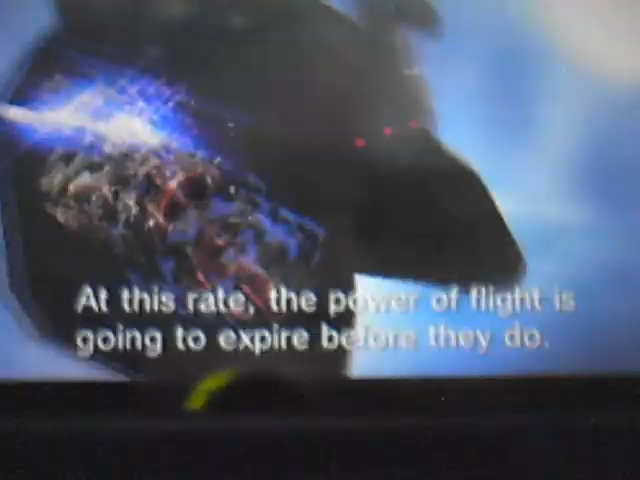 At this rate, the power of flight is
going to expire before they do.